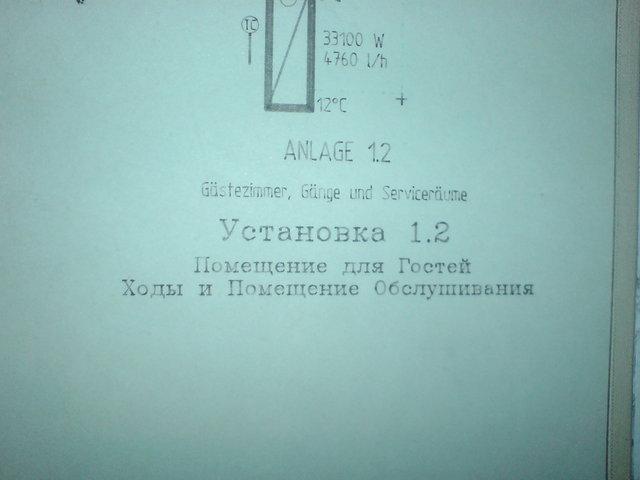 TC
33100 W
4760 l/h
12°C
ANLAGE 1.2
Gästezimmer, Gänge und Serviceräume
Установка 1.2
Помещение для Гостей
Ходы и Помещение Обслушивания